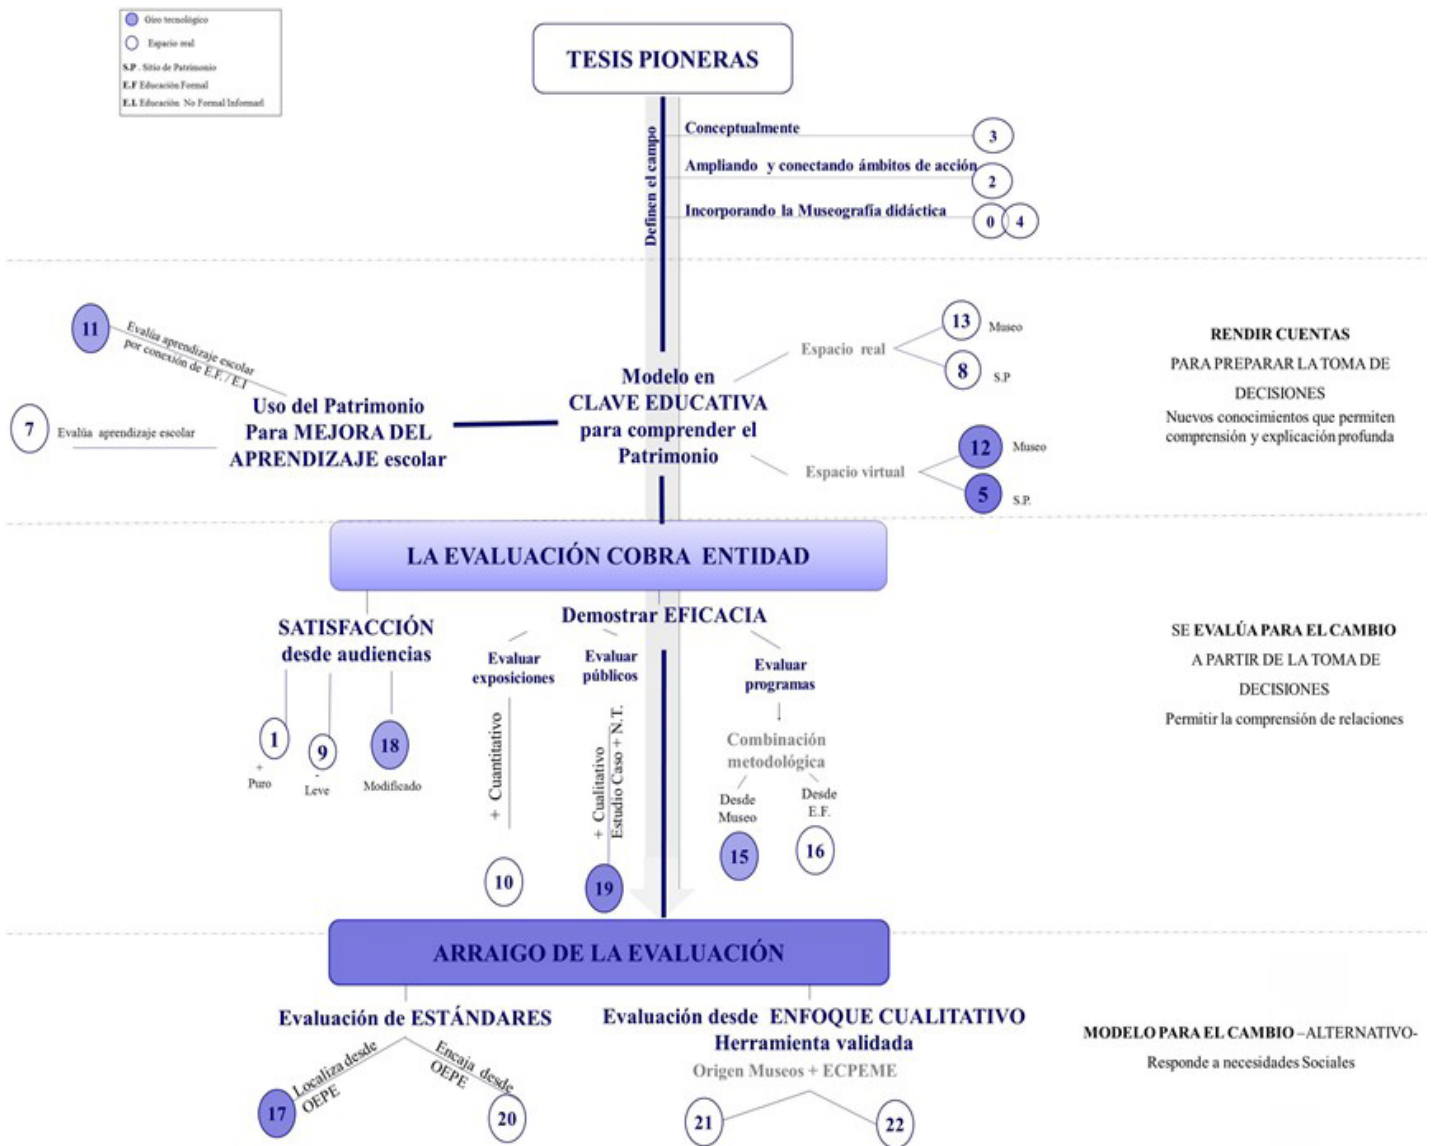 Giro tecnológico
Espacio real
S.P. Sitio de Patrimonio
E.F Educación Formal
E.I. Educación No Formal Informarl
TESIS PIONERAS
Definen el campo
Conceptualmente
3
Ampliando y conectando ámbitos de acción
2
Incorporando la Museografía didáctica
0
4
11
Evalúa aprendizaje escolar
por conexión de E.F. / E.I
7
Evalúa aprendizaje escolar
Uso del Patrimonio
Para MEJORA DEL
APRENDIZAJE escolar
Modelo en
CLAVE EDUCATIVA
para comprender el
Patrimonio
Espacio real
13
Museo
8
S.P
Espacio virtual
12
Museo
5
S.P.
RENDIR CUENTAS
PARA PREPARAR LA TOMA DE
DECISIONES
Nuevos conocimientos que permiten
comprensión y explicación profunda
LA EVALUACIÓN COBRA ENTIDAD
SATISFACCIÓN
desde audiencias
1
+
Puro
9
-
Leve
18
Modificado
Demostrar EFICACIA
Evaluar
exposiciones
+ Cuantitativo
10
Evaluar
públicos
+ Cualitativo
Estudio Caso + N.T.
19
Evaluar
programas
Combinación
metodológica
Desde
Museo
15
Desde
E.F.
16
SE EVALÚA PARA EL CAMBIO
A PARTIR DE LA TOMA DE
DECISIONES
Permitir la comprensión de relaciones
ARRAIGO DE LA EVALUACIÓN
Evaluación de ESTÁNDARES
Localiza desde
OEPE
17
Encaja desde
OEPE
20
Evaluación desde ENFOQUE CUALITATIVO
Herramienta validada
Origen Museos + ECPEME
21
22
MODELO PARA EL CAMBIO –ALTERNATIVO-
Responde a necesidades Sociales